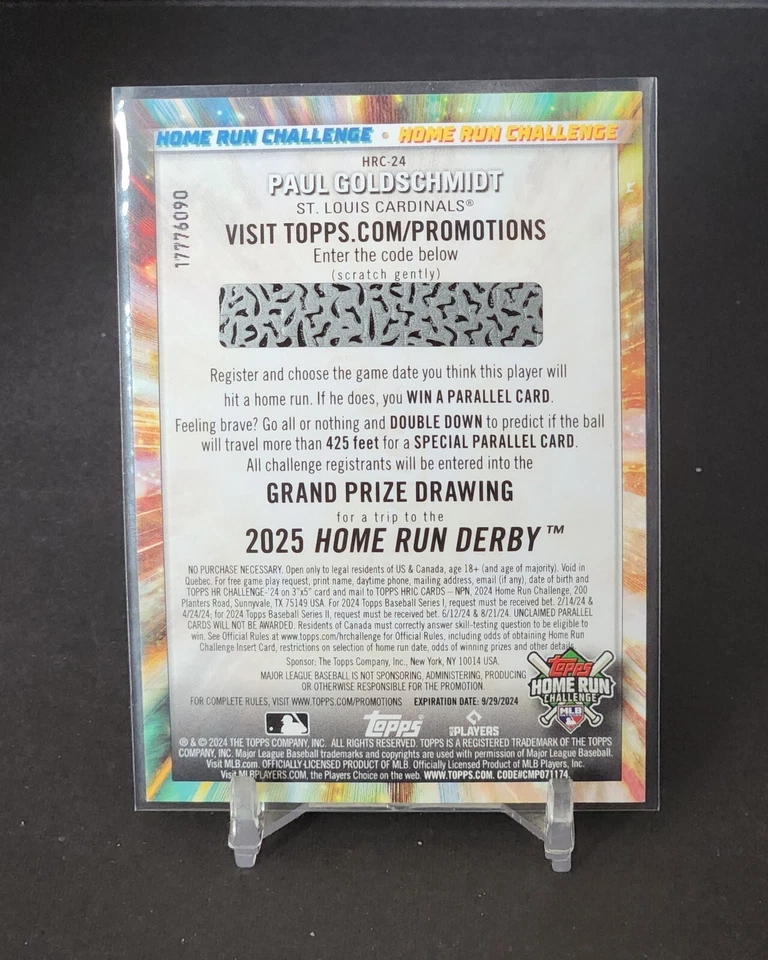 HOME RUN CHALLENGE • HOME RUN CHALLENGE
HRC-24
PAUL GOLDSCHMIDT
ST. LOUIS CARDINALS®
17776090
VISIT TOPPS.COM/PROMOTIONS
Enter the code below
(scratch gently)
Register and choose the game date you think this player will
hit a home run. If he does, you WIN A PARALLEL CARD.
Feeling brave? Go all or nothing and DOUBLE DOWN to predict if the ball
will travel more than 425 feet for a SPECIAL PARALLEL CARD.
All challenge registrants will be entered into the
GRAND PRIZE DRAWING
for a trip to the
2025 HOME RUN DERBY™
NO PURCHASE NECESSARY. Open only to legal residents of US & Canada, age 18+ (and age of majority). Void in
Quebec. For free game play request, print name, daytime phone, mailing address, email (if any), date of birth and
TOPPS HR CHALLENGE-'24 on 3"x5" card and mail to TOPPS HRIC CARDS – NPN, 2024 Home Run Challenge, 200
Planters Road, Sunnyvale, TX 75149 USA. For 2024 Topps Baseball Series I, request must be received bet. 2/14/24 &
4/24/24; for 2024 Topps Baseball Series II, request must be received bet. 6/12/24 & 8/21/24. UNCLAIMED PARALLEL
CARDS WILL NOT BE AWARDED. Residents of Canada must correctly answer skill-testing question to be eligible to
win. See Official Rules at www.topps.com/hrchallenge for Official Rules, including odds of obtaining Home Run
Challenge Insert Card, restrictions on selection of home run date, odds of winning prizes and other details.
Sponsor: The Topps Company, Inc., New York, NY 10014 USA.
MAJOR LEAGUE BASEBALL IS NOT SPONSORING, ADMINISTERING, PRODUCING
OR OTHERWISE RESPONSIBLE FOR THE PROMOTION.
FOR COMPLETE RULES, VISIT WWW.TOPPS.COM/PROMOTIONS EXPIRATION DATE: 9/29/2024
topps
HOME RUN
CHALLENGE
MLB
topps
PLAYERS
® & © 2024 THE TOPPS COMPANY, INC. ALL RIGHTS RESERVED. TOPPS IS A REGISTERED TRADEMARK OF THE TOPPS
COMPANY, INC. Major League Baseball trademarks and copyrights are used with permission of Major League Baseball.
Visit MLB.com. OFFICIALLY-LICENSED PRODUCT OF MLB. Officially Licensed Product of MLB Players, Inc.
Visit MLBPLAYERS.COM, the Players Choice on the web. WWW.TOPPS.COM. CODE#CMP071174